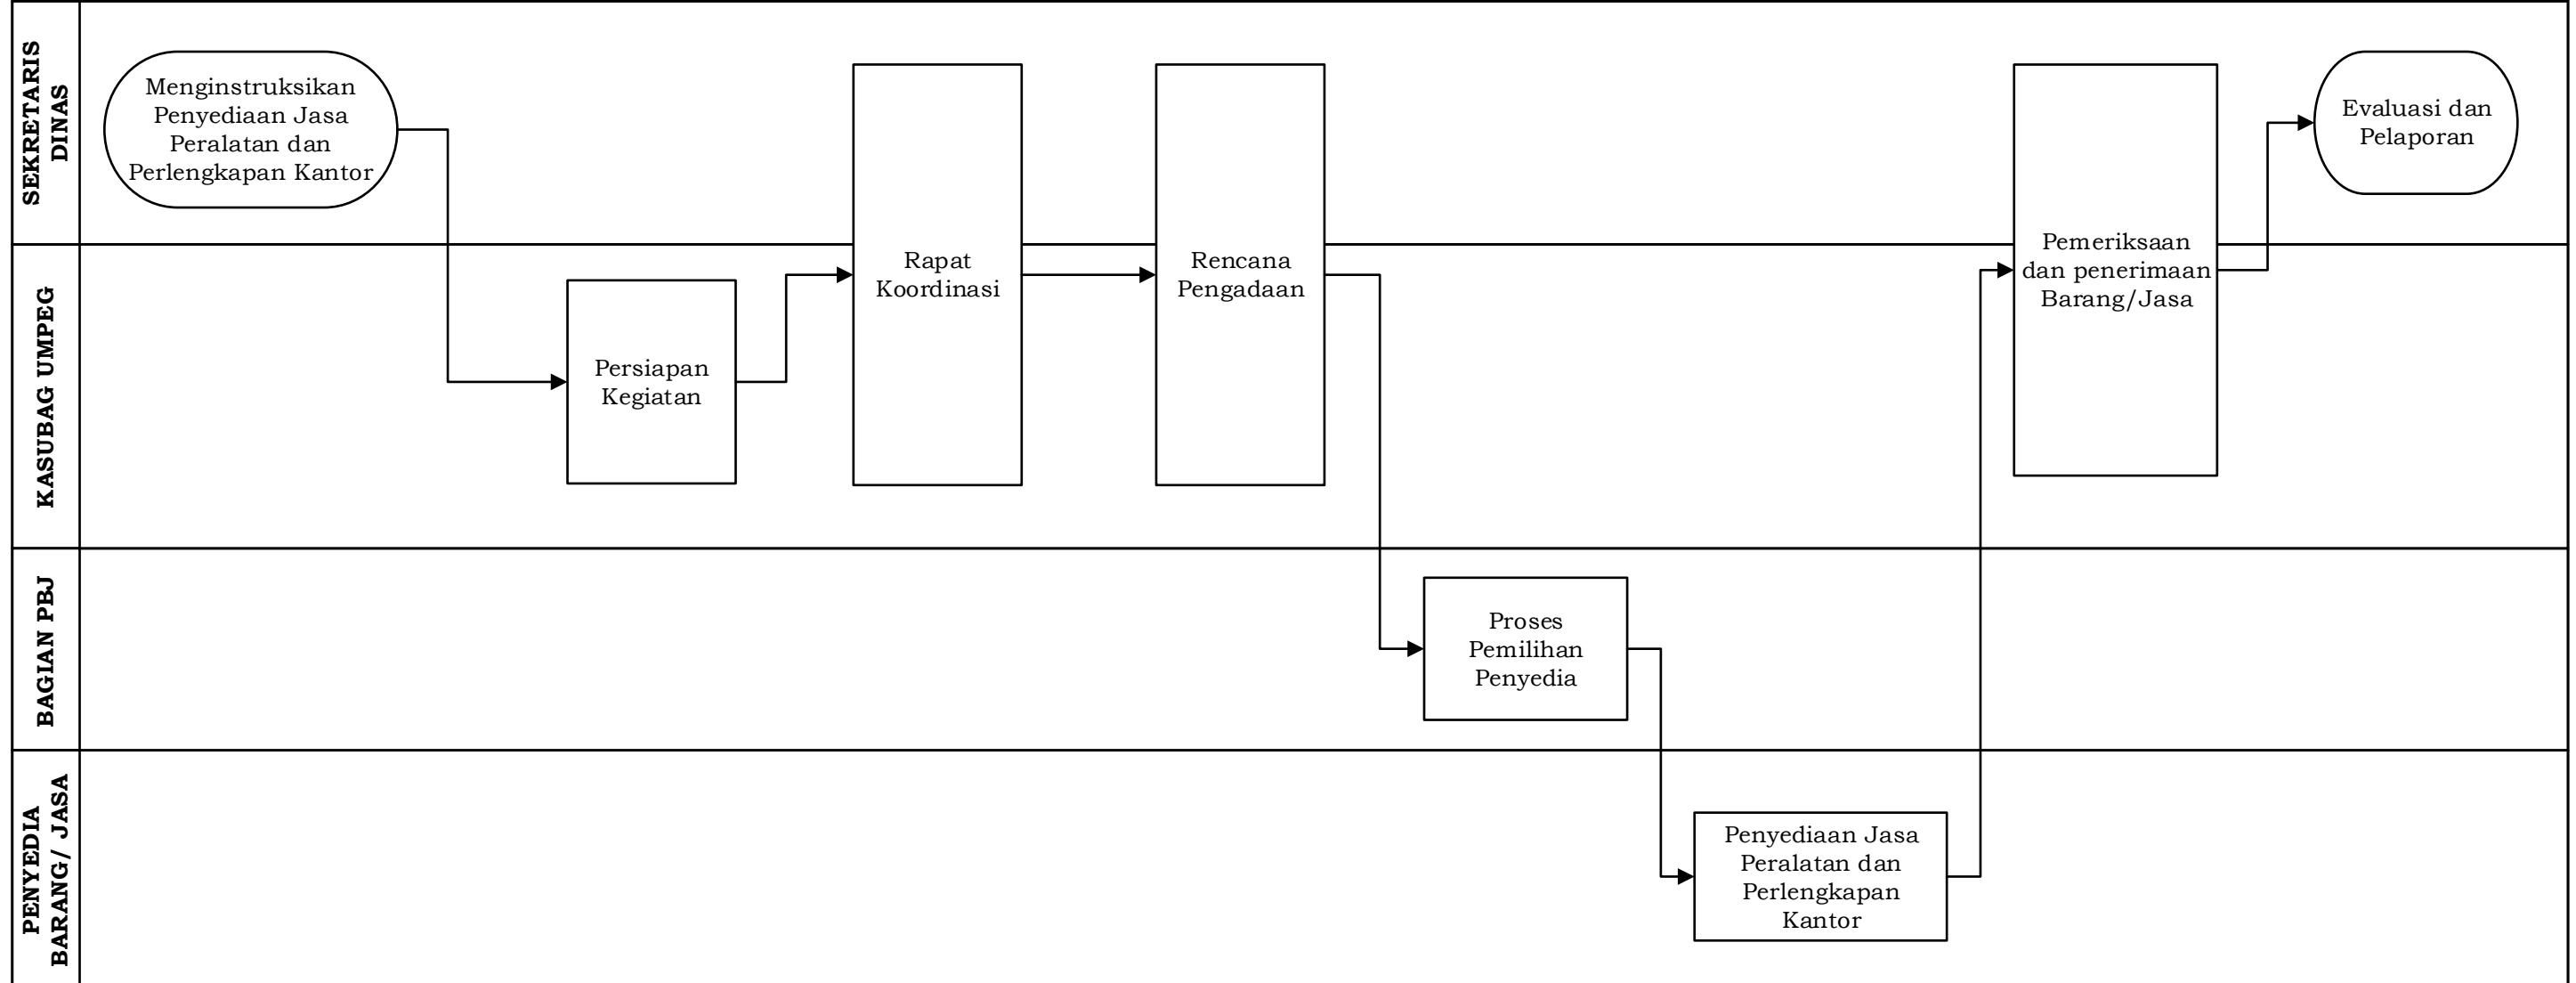 SEKRETARIS
DINAS
Menginstruksikan
Penyediaan Jasa
Peralatan dan
Perlengkapan Kantor
Evaluasi dan
Pelaporan
KASUBAG UMPEG
Persiapan
Kegiatan
Rapat
Koordinasi
Rencana
Pengadaan
Pemeriksaan
dan penerimaan
Barang/Jasa
BAGIAN PBJ
Proses
Pemilihan
Penyedia
PENYEDIA
BARANG/ JASA
Penyediaan Jasa
Peralatan dan
Perlengkapan
Kantor